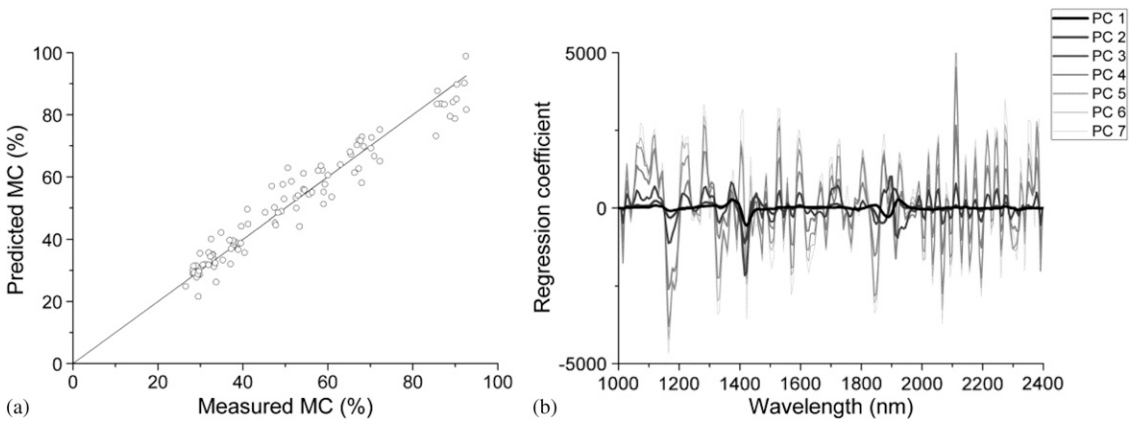 100
80
60
40
20
0
0 20 40 60 80 100
Predicted MC (%)
Measured MC (%)
(a)
5000
0
-5000
1000 1200 1400 1600 1800 2000 2200 2400
Regression coefficient
Wavelength (nm)
(b)
PC 1
PC 2
PC 3
PC 4
PC 5
PC 6
PC 7